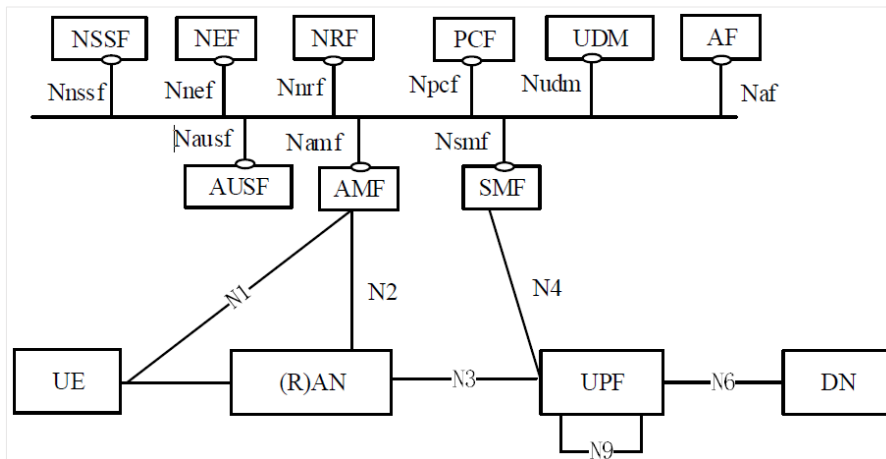 NSSF NEF NRF PCF UDM AF
Nnssf Nnef Nnrf Npcf Nudm Naf
Nausf Namf Nsmf
AUSF AMF SMF
N1 N2 N4
UE (R)AN N3 UPF N6 DN
N9